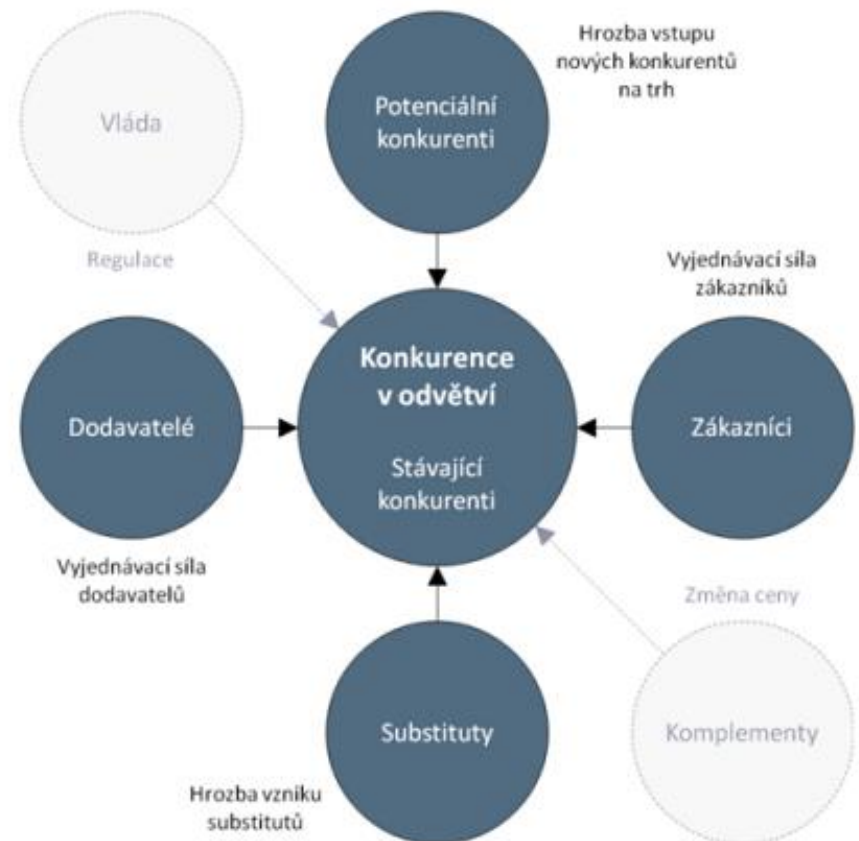 Hrozba vstupu
nových konkurentů
na trh
Potenciální
konkurenti
Vláda
Regulace
Vyjednávací síla
zákazníků
Konkurence
v odvětví
Stávající
konkurenti
Dodavatelé
Zákazníci
Vyjednávací síla
dodavatelů
Změna ceny
Substituty
Komplementy
Hrozba vzniku
substitutů